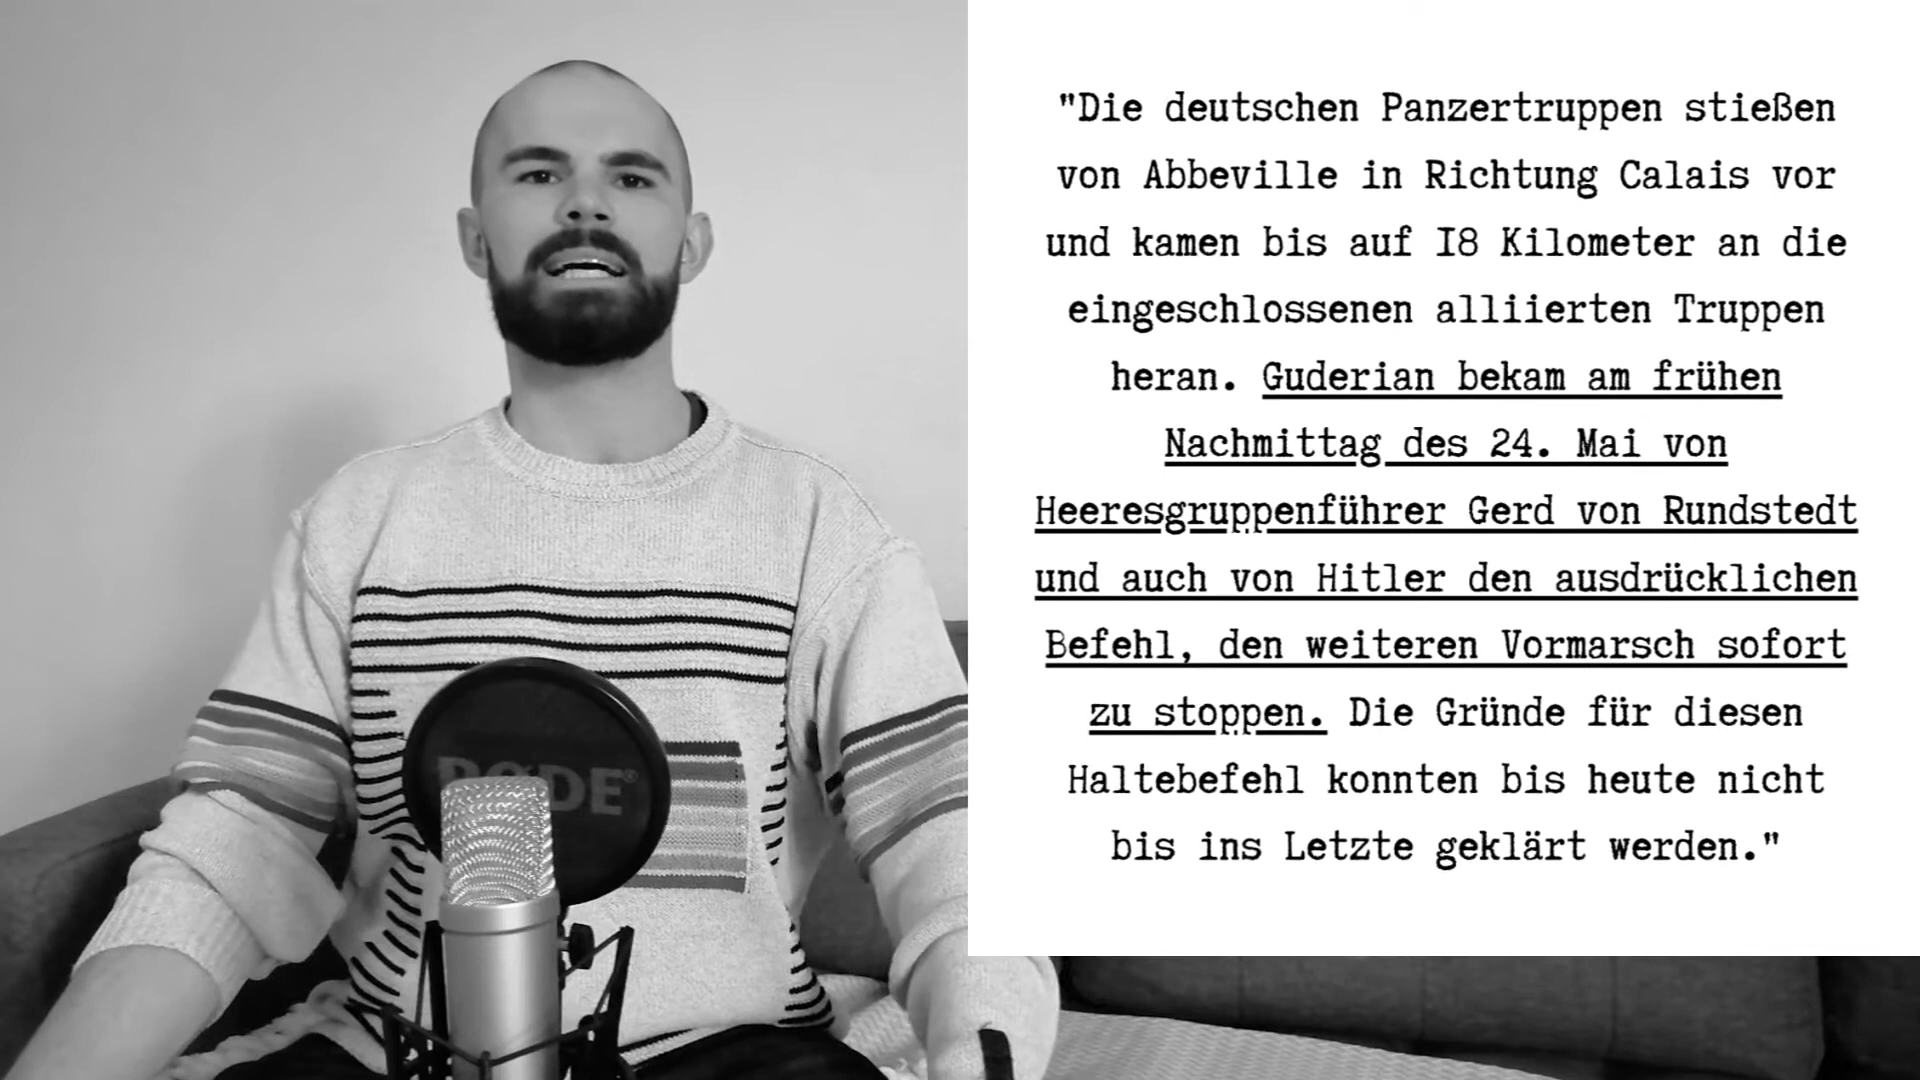 "Die deutschen Panzertruppen stießen
von Abbeville in Richtung Calais vor
und kamen bis auf 18 Kilometer an die
eingeschlossenen alliierten Truppen
heran. Guderian bekam am frühen
Nachmittag des 24. Mai von
Heeresgruppenführer Gerd von Rundstedt
und auch von Hitler den ausdrücklichen
Befehl, den weiteren Vormarsch sofort
zu stoppen. Die Gründe für diesen
Haltebefehl konnten bis heute nicht
bis ins Letzte geklärt werden."
RØDE®